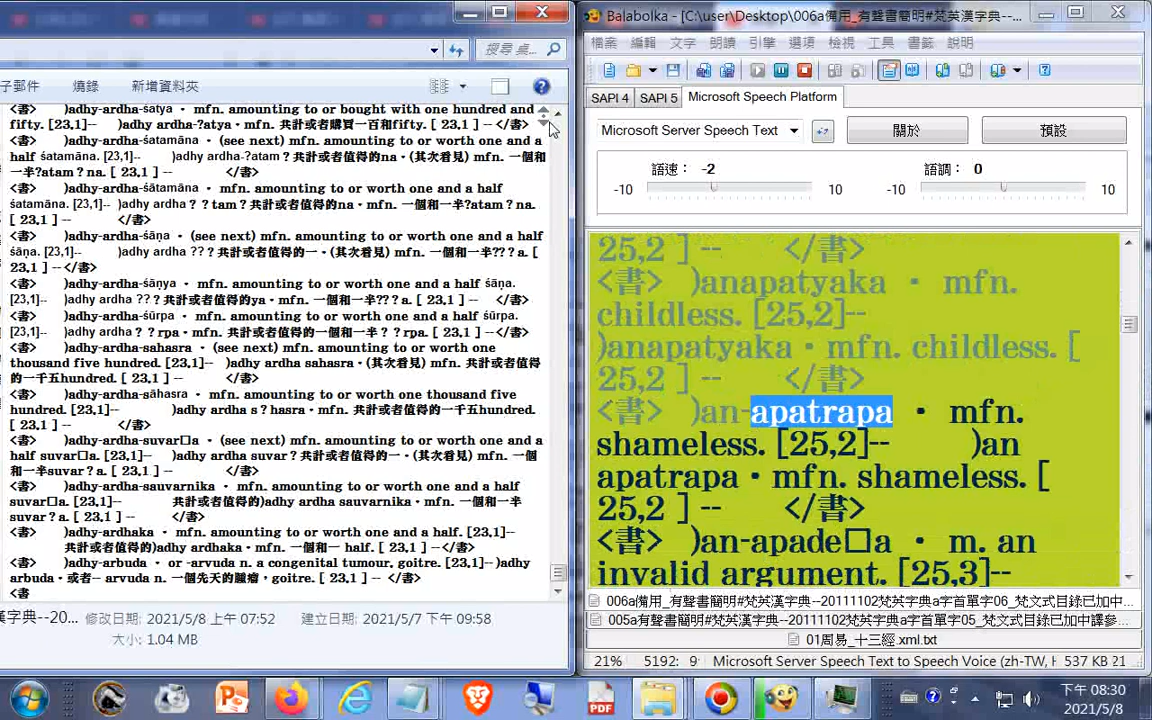 搜尋 桌...
子郵件 燒錄 新增資料夾
<書> )adhy-ardha-śatya・mfn. amounting to or bought with one hundred and
fifty. [23,1]-- )adhy ardha-?atya・mfn. 共計或者購買一百和fifty. [ 23,1 ] -- </書>
<書> )adhy-ardha-śatamāna ・(see next) mfn. amounting to or worth one and a
half śatamāna. [23,1]-- )adhy ardha-?atam ? 共計或者值得的na・(其次看見) mfn. 一個和
一半?atam ? na. [ 23,1 ] -- </書>
<書> )adhy-ardha-śātamāna ・mfn. amounting to or worth one and a half
śatamāna. [23,1]-- )adhy ardha ? ? tam ? 共計或者值得的na・mfn. 一個和一半?atam ? na.
[ 23,1 ] -- </書>
<書> )adhy-ardha-śāṇa ・(see next) mfn. amounting to or worth one and a half
śāṇa. [23,1]-- )adhy ardha ?? ? 共計或者值得的一・(其次看見) mfn. 一個和一半?? ? a. [
23,1 ] -- </書>
<書> )adhy-ardha-śāṇya ・mfn. amounting to or worth one and a half śāṇa.
[23,1]-- )adhy ardha ?? ? 共計或者值得的ya・mfn. 一個和一半?? ? a. [ 23,1 ] -- </書>
<書> )adhy-ardha-śūrpa ・mfn. amounting to or worth one and a half śūrpa.
[23,1]-- )adhy ardha ? ? rpa・mfn. 共計或者值得的一個和一半 ? ? rpa. [ 23,1 ] -- </書>
<書> )adhy-ardha-sahasra ・(see next) mfn. amounting to or worth one
thousand five hundred. [23,1]-- )adhy ardha sahasra・(其次看見) mfn. 共計或者值得
的一千五hundred. [ 23,1 ] -- </書>
<書> )adhy-ardha-sāhasra ・mfn. amounting to or worth one thousand five
hundred. [23,1]-- )adhy ardha s ? hasra・mfn. 共計或者值得的一千五hundred.
[ 23,1 ] -- </書>
<書> )adhy-ardha-suvar□a ・(see next) mfn. amounting to or worth one and a
half suvar□a. [23,1]-- )adhy ardha suvar ? 共計或者值得的一・(其次看見) mfn. 一個
和一半suvar ? a. [ 23,1 ] -- </書>
<書> )adhy-ardha-sauvarnika ・mfn. amounting to or worth one and a half
suvar□a. [23,1]-- 共計或者值得的)adhy ardha sauvarnika・mfn. 一個和一半
suvar ? a. [ 23,1 ] -- </書>
<書> )adhy-ardhaka ・mfn. amounting to or worth one and a half. [23,1]--
共計或者值得的)adhy ardhaka・mfn. 一個和一 half. [ 23,1 ] -- </書>
<書> )adhy-arbuda ・or -arvuda n. a congenital tumour, goitre. [23,1]--)adhy
arbuda・或者-- arvuda n. 一個先天的腫瘤，goitre. [ 23,1 ] -- </書>
<書
漢字典--20... 修改日期: 2021/5/8 上午 07:52 建立日期: 2021/5/7 下午 09:58
大小: 1.04 MB
Balabolka - [C:\user\Desktop\006a備用_有聲書簡明#梵英漢字典--...
檔案 編輯 文字 朗讀 引擎 選項 檢視 工具 書籤 說明
SAPI 4 SAPI 5 Microsoft Speech Platform
Microsoft Server Speech Text 關於 預設
語速: -2 語調: 0
-10 10 -10 10
25,2 ] -- </書>
<書> )anapatyaka ・ mfn.
childless. [25,2]--
)anapatyaka・mfn. childless. [
25,2 ] -- </書>
<書> )an-apatrapa ・ mfn.
shameless. [25,2]-- )an
apatrapa・mfn. shameless. [
25,2 ] -- </書>
<書> )an-apade□a ・ m. an
invalid argument. [25,3]--
006a備用_有聲書簡明#梵英漢字典--20111102梵英字典a字首單字06_梵文式目錄已加中...
005a有聲書簡明#梵英漢字典--20111102梵英字典a字首單字05_梵文式目錄已加中譯參...
01周易_十三經.xml.txt
21% 5192: 9 Microsoft Server Speech Text to Speech Voice (zh-TW, H 537 KB 21
PDF
下午 08:30
2021/5/8